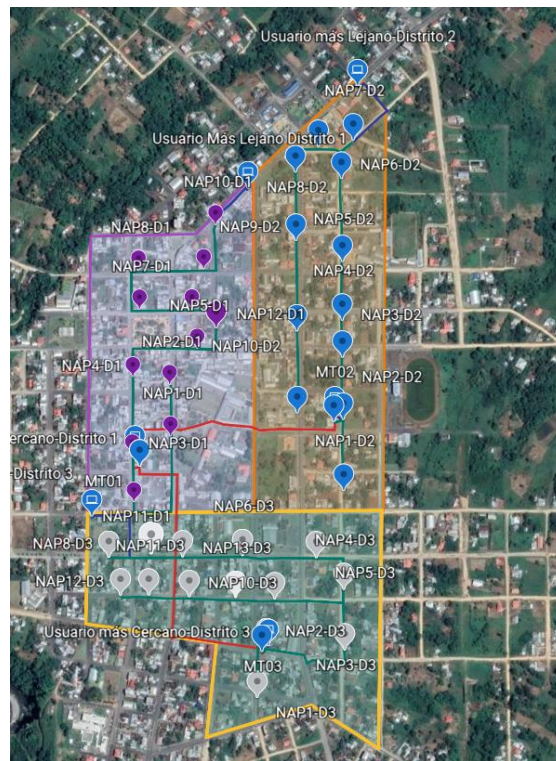 Usuario más Lejano-Distrito 2
NAP7-D2
Usuario Más Lejano Distrito 1
NAP6-D2
NAP10-D1
NAP8-D2
NAP8-D1
NAP9-D2
NAP5-D2
NAP7-D1
NAP4-D2
NAP5-D1
NAP12-D1
NAP3-D2
NAP2-D1
NAP10-D2
NAP4-D1
MT02
NAP2-D2
NAP1-D1
Cercano-Distrito 1
NAP3-D1
NAP1-D2
-Distrito 3
MT01
NAP6-D3
NAP11-D1
NAP8-D3
NAP11-D3
NAP13-D3
NAP4-D3
NAP12-D3
NAP10-D3
NAP5-D3
Usuario más Cercano-Distrito 3
NAP2-D3
NAP3-D3
MT03
NAP1-D3